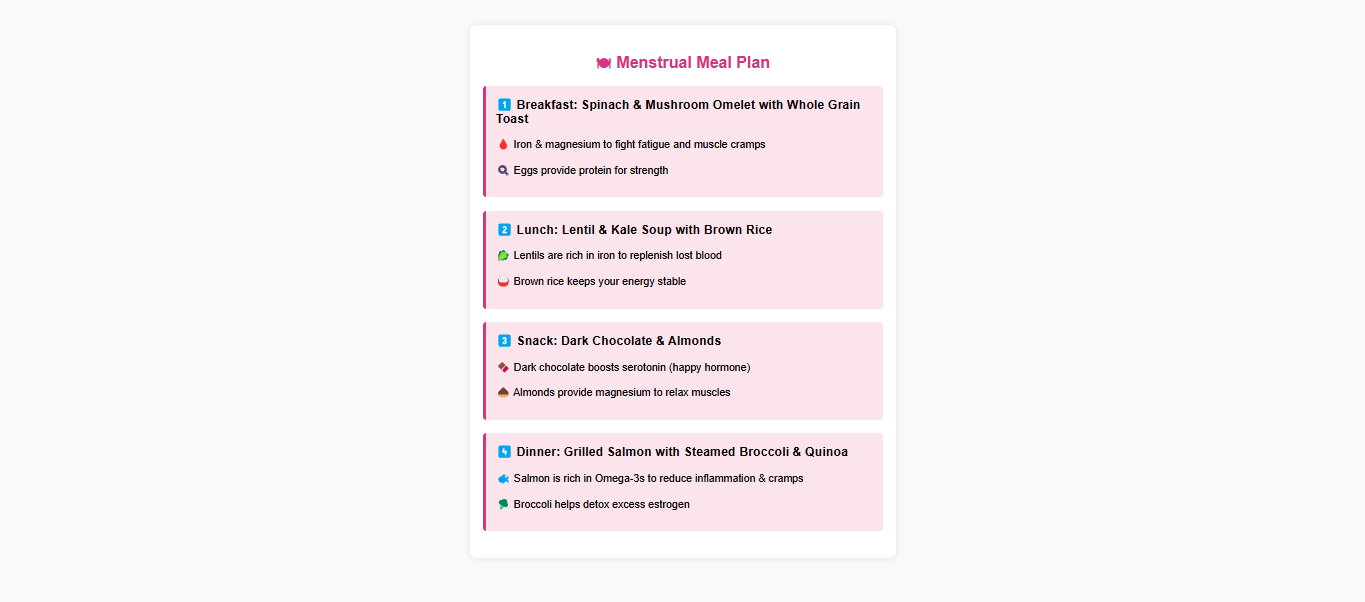 🍽 Menstrual Meal Plan
1️⃣ Breakfast: Spinach & Mushroom Omelet with Whole Grain
Toast
🩸 Iron & magnesium to fight fatigue and muscle cramps
🍳 Eggs provide protein for strength
2️⃣ Lunch: Lentil & Kale Soup with Brown Rice
🥬 Lentils are rich in iron to replenish lost blood
🍚 Brown rice keeps your energy stable
3️⃣ Snack: Dark Chocolate & Almonds
🍫 Dark chocolate boosts serotonin (happy hormone)
🌰 Almonds provide magnesium to relax muscles
4️⃣ Dinner: Grilled Salmon with Steamed Broccoli & Quinoa
🐟 Salmon is rich in Omega-3s to reduce inflammation & cramps
🥦 Broccoli helps detox excess estrogen